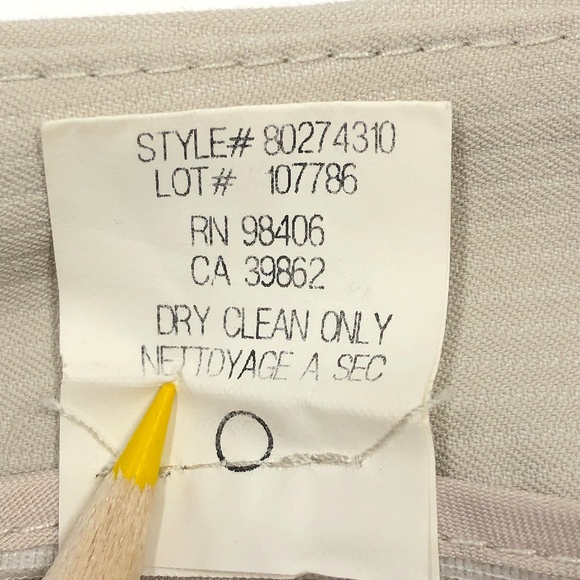 STYLE# 80274310
LOT# 107786
RN 98406
CA 39862
DRY CLEAN ONLY
NETTOYAGE A SEC